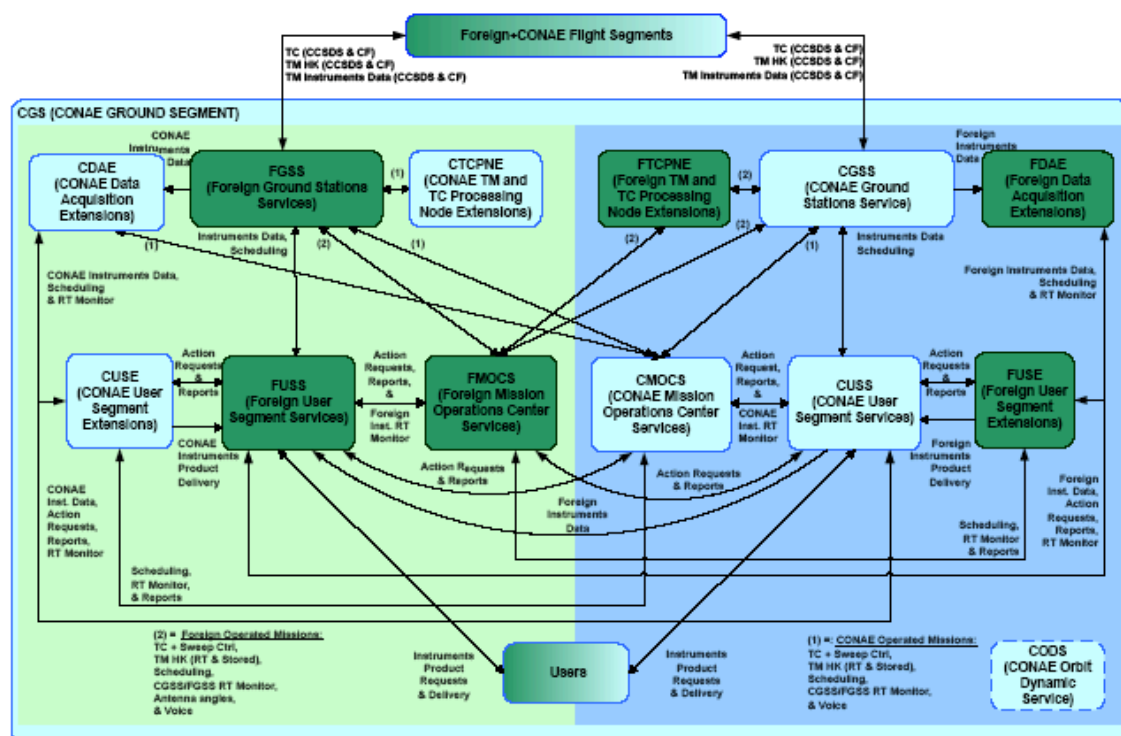 Foreign+CONAE Flight Segments
TC (CCSDS & CF)
TM HK (CCSDS & CF)
TM Instruments Data (CCSDS & CF)
TC (CCSDS & CF)
TM HK (CCSDS & CF)
TM Instruments Data (CCSDS & CF)
CGS (CONAE GROUND SEGMENT)
CONAE
Instruments
Data
CDAE
(CONAE Data
Acquisition
Extensions)
FGSS
(Foreign Ground Stations
Services)
(1)
CTCPNE
(CONAE TM and
TC Processing
Node Extensions)
FTCPNE
(Foreign TM and
TC Processing
Node Extensions)
(2)
CGSS
(CONAE Ground
Stations Service)
Foreign
Instruments
Data
FDAE
(Foreign Data
Acquisition
Extensions)
(1)
Instruments Data,
Scheduling
(2)
(1)
(2)
(2)
(1)
Instruments Data
Scheduling
CONAE Instruments Data,
Scheduling
& RT Monitor
Foreign Instruments Data,
Scheduling
& RT Monitor
CUSE
(CONAE User
Segment
Extensions)
Action
Requests
&
Reports
FUSS
(Foreign User
Segment Services)
Action
Requests,
Reports,
&
Foreign
Inst. RT
Monitor
FMOCS
(Foreign Mission
Operations Center
Services)
CMOCS
(CONAE Mission
Operations Center
Services)
Action
Request,
Reports,
&
CONAE
Inst. RT
Monitor
CUSS
(CONAE User
Segment Services)
Action
Requests
&
Reports
FUSE
(Foreign User
Segment
Extensions)
CONAE
Instruments
Product
Delivery
Foreign
Instruments
Product
Delivery
Action Requests
& Reports
Action Requests
& Reports
CONAE
Inst. Data,
Action
Requests,
Reports,
RT Monitor
Foreign
Instruments
Data
Foreign
Inst. Data,
Action
Requests,
Reports,
RT Monitor
Scheduling,
RT Monitor
& Reports
Scheduling,
RT Monitor,
& Reports
(2) = Foreign Operated Missions:
TC + Sweep Ctrl,
TM HK (RT & Stored),
Scheduling,
CGSS/FGSS RT Monitor,
Antenna angles,
& Voice
Instruments
Product
Requests
& Delivery
Users
Instruments
Product
Requests
& Delivery
(1) =: CONAE Operated Missions:
TC + Sweep Ctrl,
TM HK (RT & Stored),
Scheduling,
CGSS/FGSS RT Monitor,
& Voice
CODS
(CONAE Orbit
Dynamic
Service)